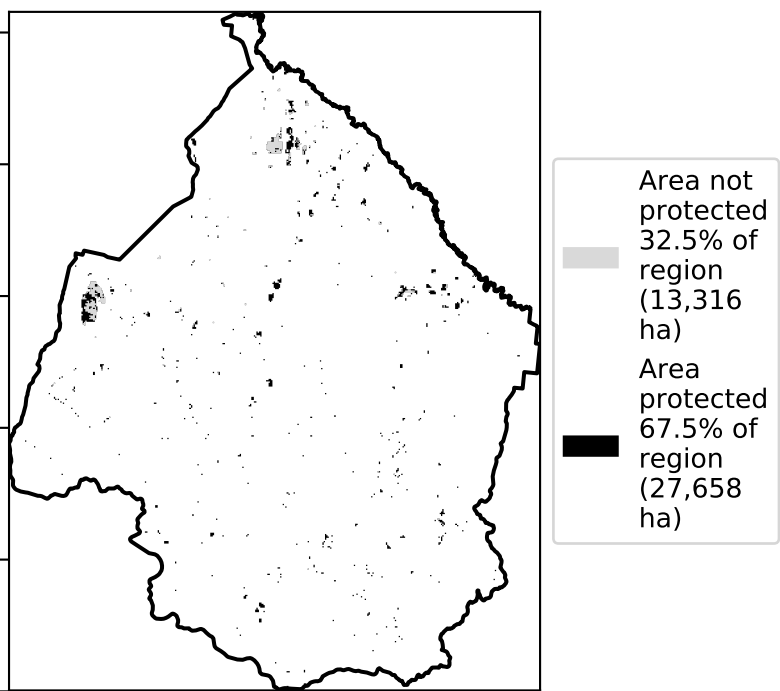 Area not
protected
32.5% of
region
(13,316
ha)
Area
protected
67.5% of
region
(27,658
ha)